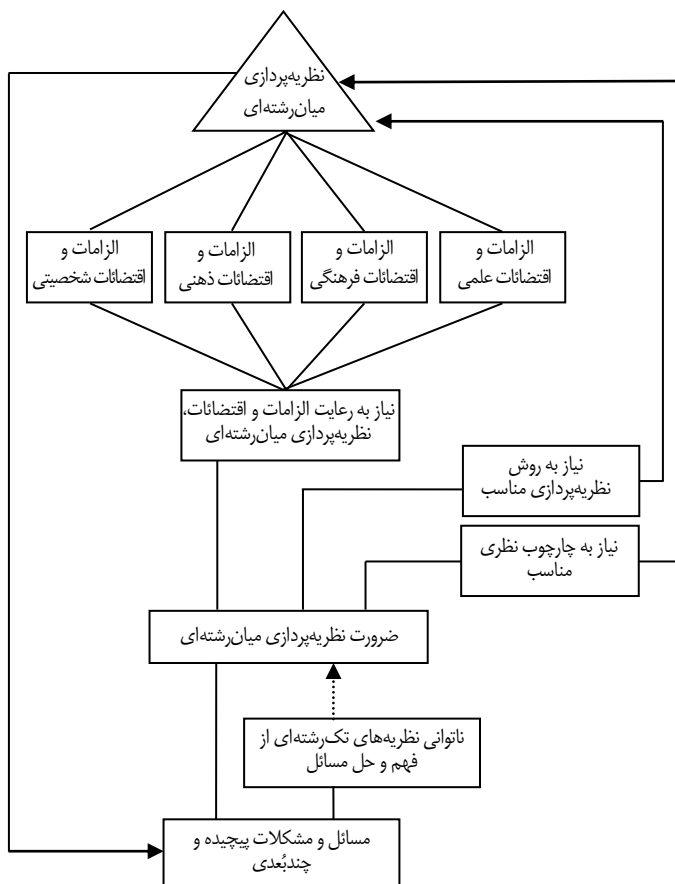 نظریه‌پردازی
میان‌رشته‌ای
الزامات و
اقتضائات علمی
الزامات و
اقتضائات فرهنگی
الزامات و
اقتضائات ذهنی
الزامات و
اقتضائات شخصیتی
نیاز به رعایت الزامات و اقتضائات،
نظریه‌پردازی میان‌رشته‌ای
نیاز به روش
نظریه‌پردازی مناسب
نیاز به چارچوب نظری
مناسب
ضرورت نظریه‌پردازی میان‌رشته‌ای
ناتوانی نظریه‌های تک‌رشته‌ای از
فهم و حل مسائل
مسائل و مشکلات پیچیده و
چندبُعدی